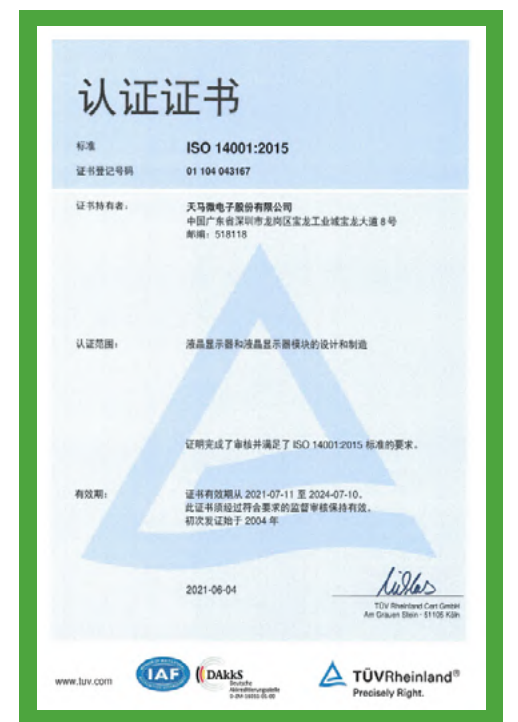 认证证书
标准 ISO 14001:2015
证书登记号码 01 104 043167
证书持有者： 天马微电子股份有限公司
中国广东省深圳市龙岗区宝龙工业城宝龙大道8号
邮编：518118
认证范围： 液晶显示器和液晶显示器模块的设计和制造
证明完成了审核并满足了 ISO 14001:2015 标准的要求。
有效期： 证书有效期从 2021-07-11 至 2024-07-10。
此证书须经过符合要求的监督审核保持有效。
初次发证始于 2004 年
2021-06-04
TÜV Rheinland Cert GmbH
Am Grauen Stein · 51105 Köln
www.tuv.com
IAF
DAkkS
Deutsche
Akkreditierungsstelle
D-ZM-14031-01-00
TÜVRheinland®
Precisely Right.